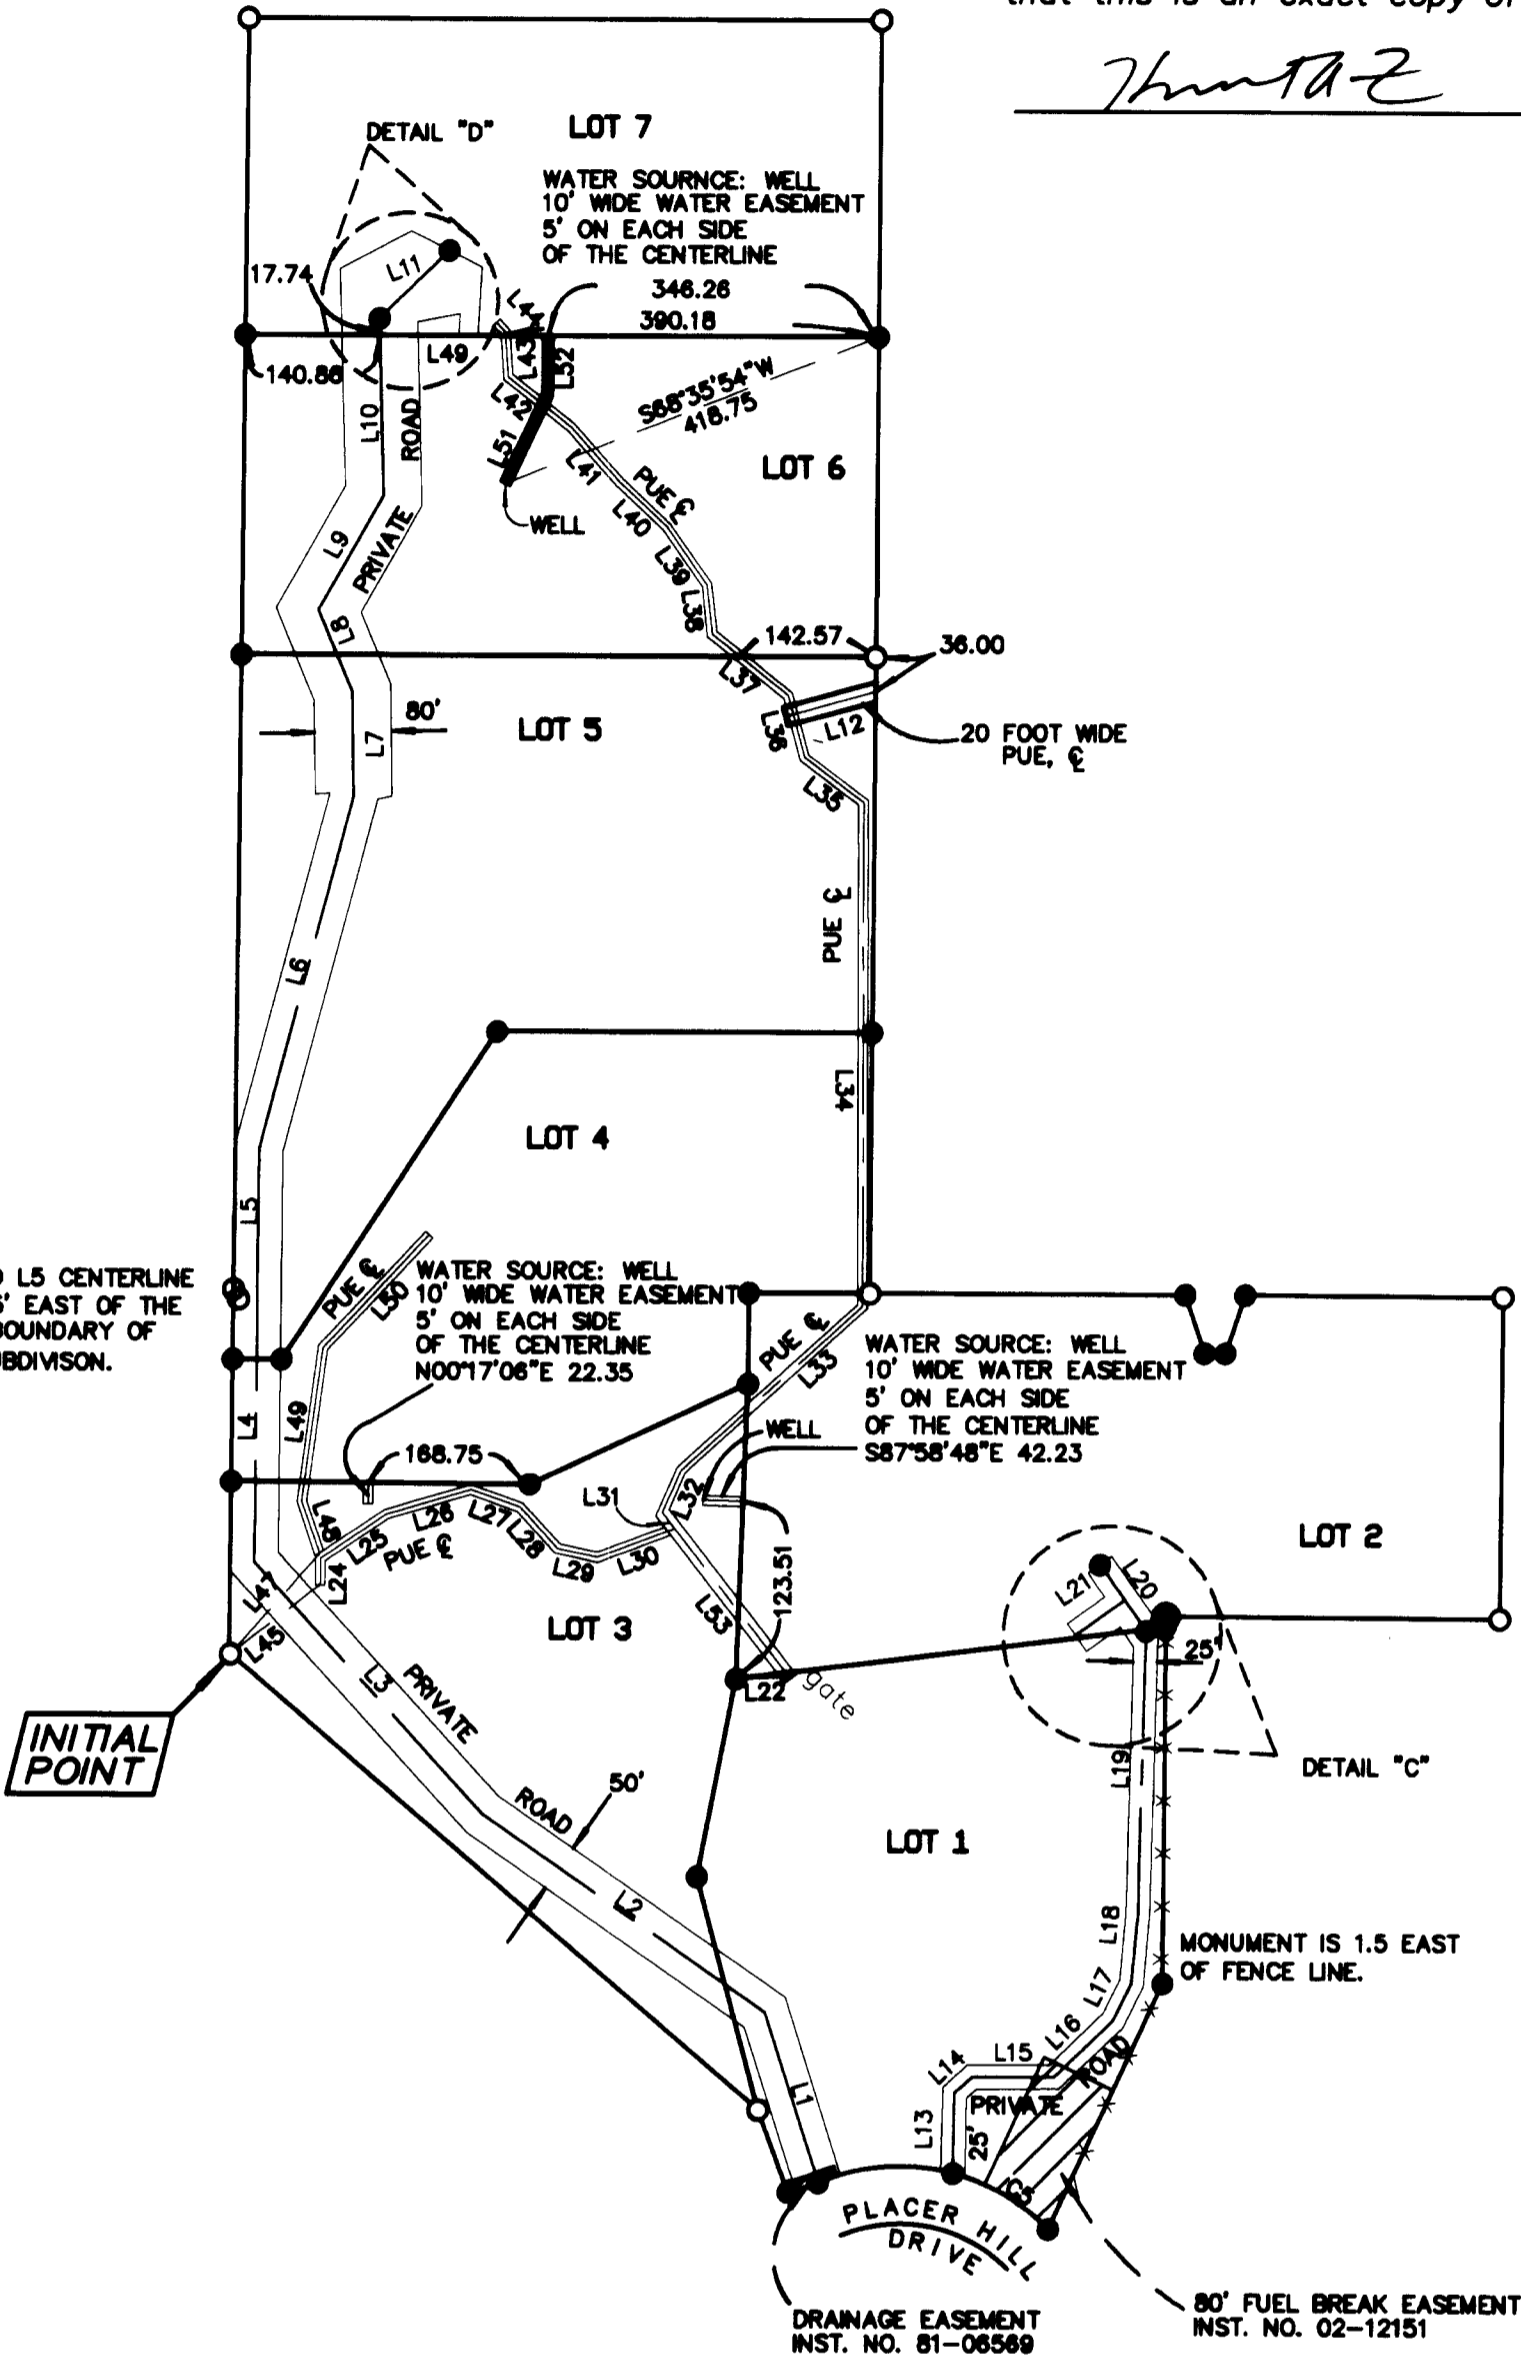 that this is an exact copy of
DETAIL "D"
LOT 7
WATER SOURNCE: WELL
10' WIDE WATER EASEMENT
5' ON EACH SIDE
OF THE CENTERLINE
17.74
L11
346.26
390.18
L44
L43
L52
L49
140.86
L10
ROAD
L42
S68°35'54"W
418.75
L51
L41
LOT 6
PUE ℄
WELL
L40
L9
PRIVATE
L39
L38
L8
142.57
36.00
L37
80'
LOT 5
L36
L12
20 FOOT WIDE
PUE, ℄
L7
L35
PUE ℄
L6
L34
LOT 4
L5
L5 CENTERLINE
5' EAST OF THE
BOUNDARY OF
BDIVISON.
PUE ℄
L50
WATER SOURCE: WELL
10' WIDE WATER EASEMENT
5' ON EACH SIDE
OF THE CENTERLINE
N00°17'06"E 22.35
PUE ℄
L33
WATER SOURCE: WELL
10' WIDE WATER EASEMENT
5' ON EACH SIDE
OF THE CENTERLINE
S87°58'48"E 42.23
WELL
L4
L49
168.75
L31
L32
L26
L27
L28
L25
PUE ℄
L29
L30
L24
L47
L45
LOT 3
L53
123.51
LOT 2
L21
L20
25'
L22
gate
L3
PRIVATE
INITIAL
POINT
ROAD
50'
L19
DETAIL "C"
LOT 1
L2
L18
MONUMENT IS 1.5 EAST
OF FENCE LINE.
L17
L16
L15
L14
ROAD
L1
PRIVATE
L13
25'
C5
PLACER HILL
DRIVE
DRAINAGE EASEMENT
INST. NO. 81-06569
80' FUEL BREAK EASEMENT
INST. NO. 02-12151